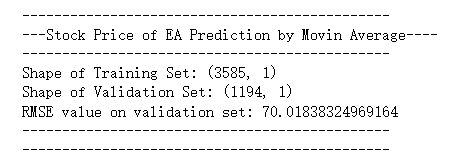 -----------------------------------------------
---Stock Price of EA Prediction by Movin Average----
-----------------------------------------------
Shape of Training Set: (3585, 1)
Shape of Validation Set: (1194, 1)
RMSE value on validation set: 70.01838324969164
-----------------------------------------------
-----------------------------------------------